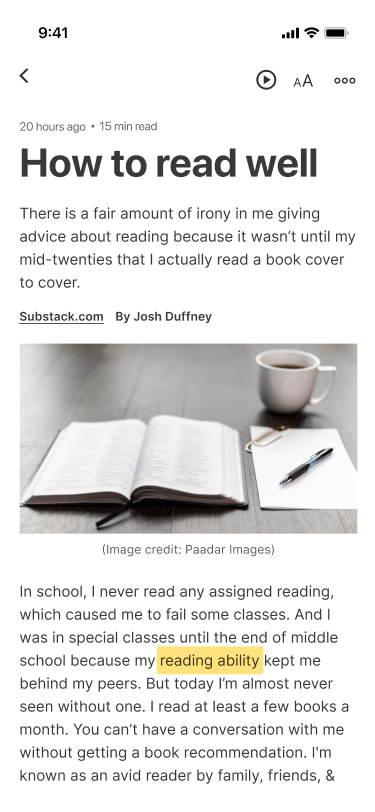 9:41
AA
20 hours ago • 15 min read
How to read well
There is a fair amount of irony in me giving
advice about reading because it wasn’t until my
mid-twenties that I actually read a book cover
to cover.
Substack.com By Josh Duffney
(Image credit: Paadar Images)
In school, I never read any assigned reading,
which caused me to fail some classes. And I
was in special classes until the end of middle
school because my reading ability kept me
behind my peers. But today I’m almost never
seen without one. I read at least a few books a
month. You can’t have a conversation with me
without getting a book recommendation. I'm
known as an avid reader by family, friends, &